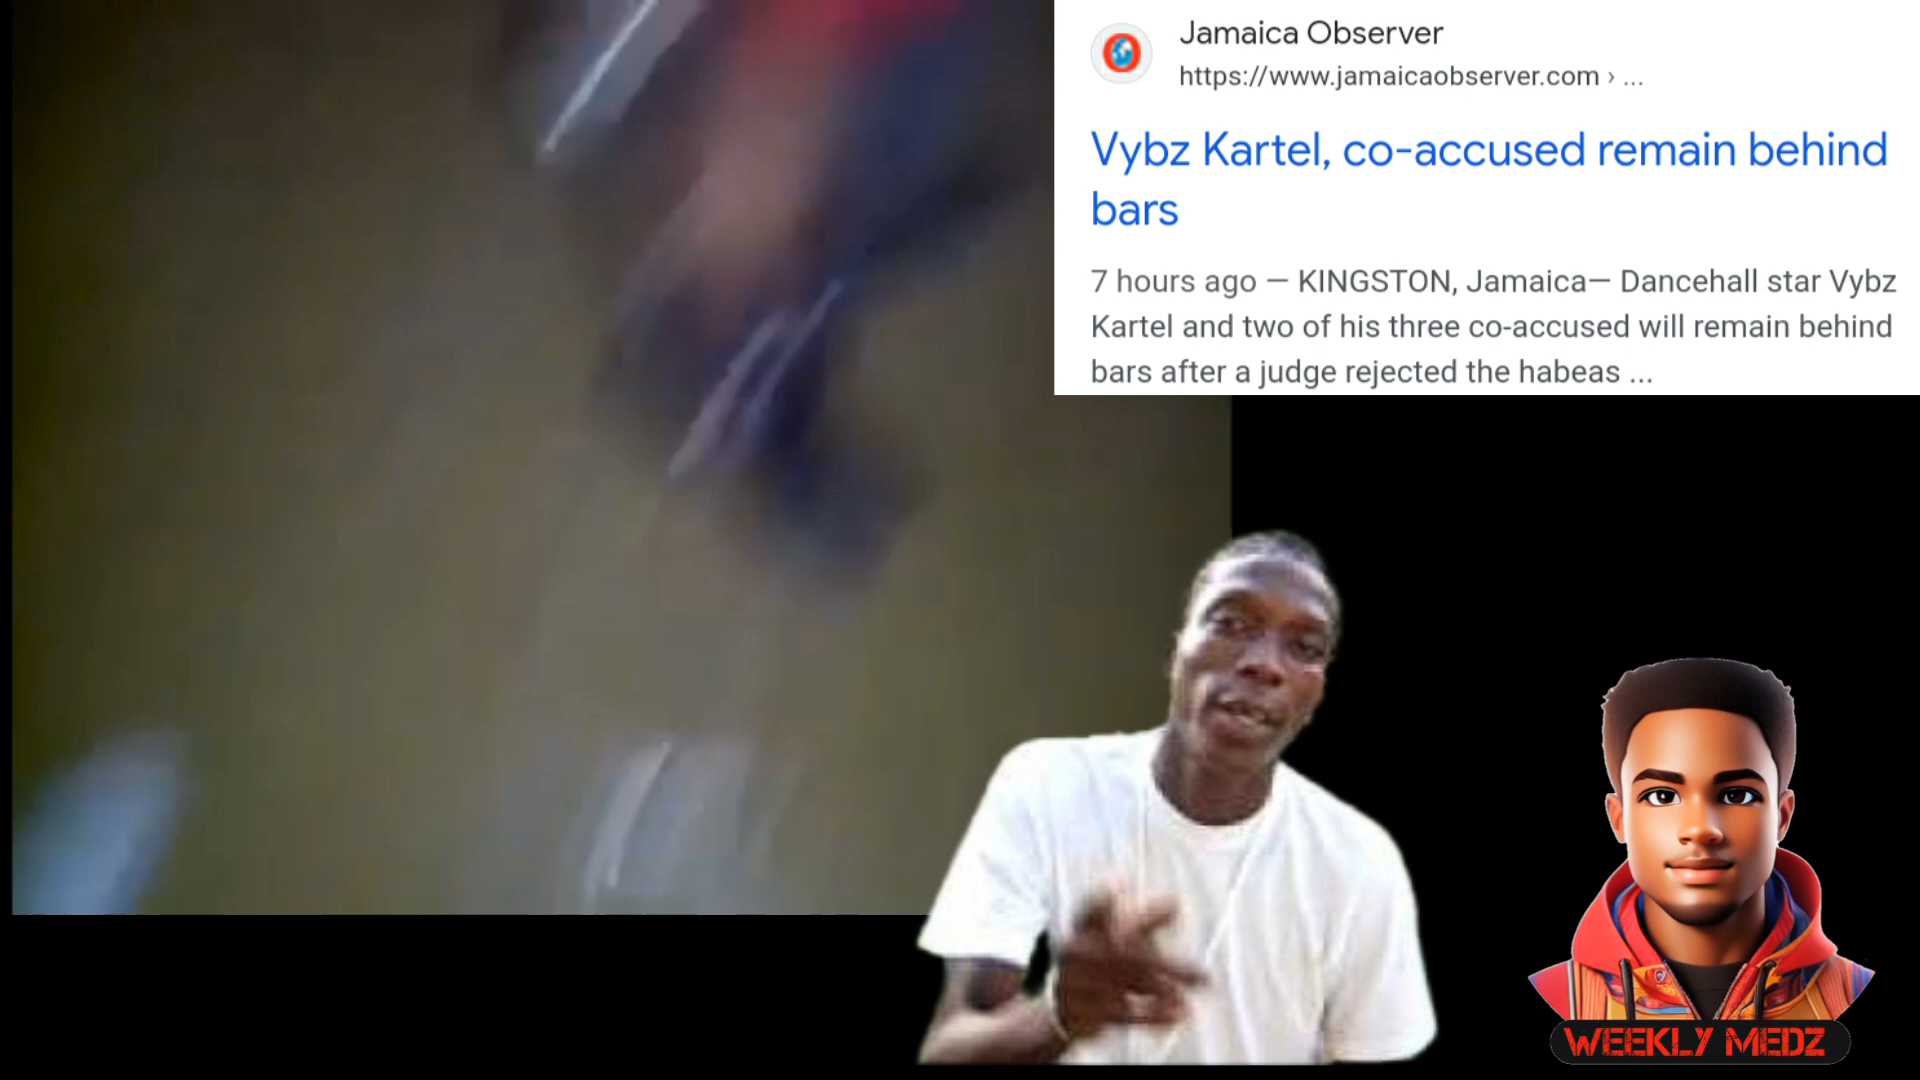 Jamaica Observer
https://www.jamaicaobserver.com › ...
Vybz Kartel, co-accused remain behind
bars
7 hours ago — KINGSTON, Jamaica— Dancehall star Vybz
Kartel and two of his three co-accused will remain behind
bars after a judge rejected the habeas ...
WEEKLY MEDZ